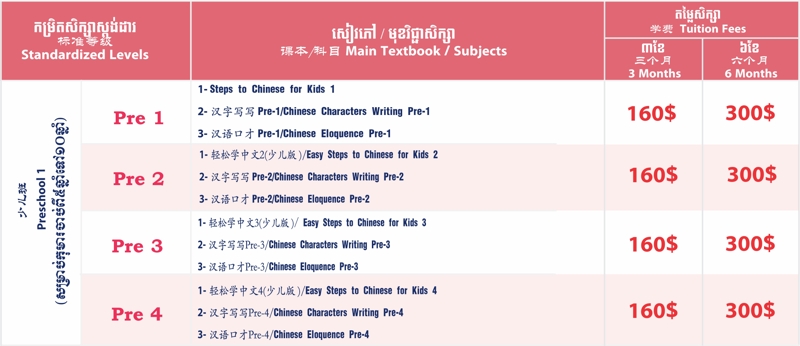 កម្រិតសិក្សាស្តង់ដារ
标准等级
Standardized Levels
សៀវភៅ / មុខវិជ្ជាសិក្សា
课本/科目 Main Textbook / Subjects
តម្លៃសិក្សា
学费 Tuition Fees
៣ខែ
三个月
3 Months
៦ខែ
六个月
6 Months
少儿班
Preschool 1
(សម្រាប់កុមារចាប់ពី៥ឆ្នាំដល់១០ឆ្នាំ)
Pre 1
1- Steps to Chinese for Kids 1
2- 汉字写写 Pre-1/Chinese Characters Writing Pre-1
3- 汉语口才 Pre-1/Chinese Eloquence Pre-1
160$
300$
Pre 2
1- 轻松学中文2(少儿版)/Easy Steps to Chinese for Kids 2
2- 汉字写写 Pre-2/Chinese Characters Writing Pre-2
3- 汉语口才 Pre-2/Chinese Eloquence Pre-2
160$
300$
Pre 3
1- 轻松学中文3(少儿版)/ Easy Steps to Chinese for Kids 3
2- 汉字写写Pre-3/Chinese Characters Writing Pre-3
3- 汉语口才Pre-3/Chinese Eloquence Pre-3
160$
300$
Pre 4
1- 轻松学中文4(少儿版)/Easy Steps to Chinese for Kids 4
2- 汉字写写Pre-4/Chinese Characters Writing Pre-4
3- 汉语口才Pre-4/Chinese Eloquence Pre-4
160$
300$